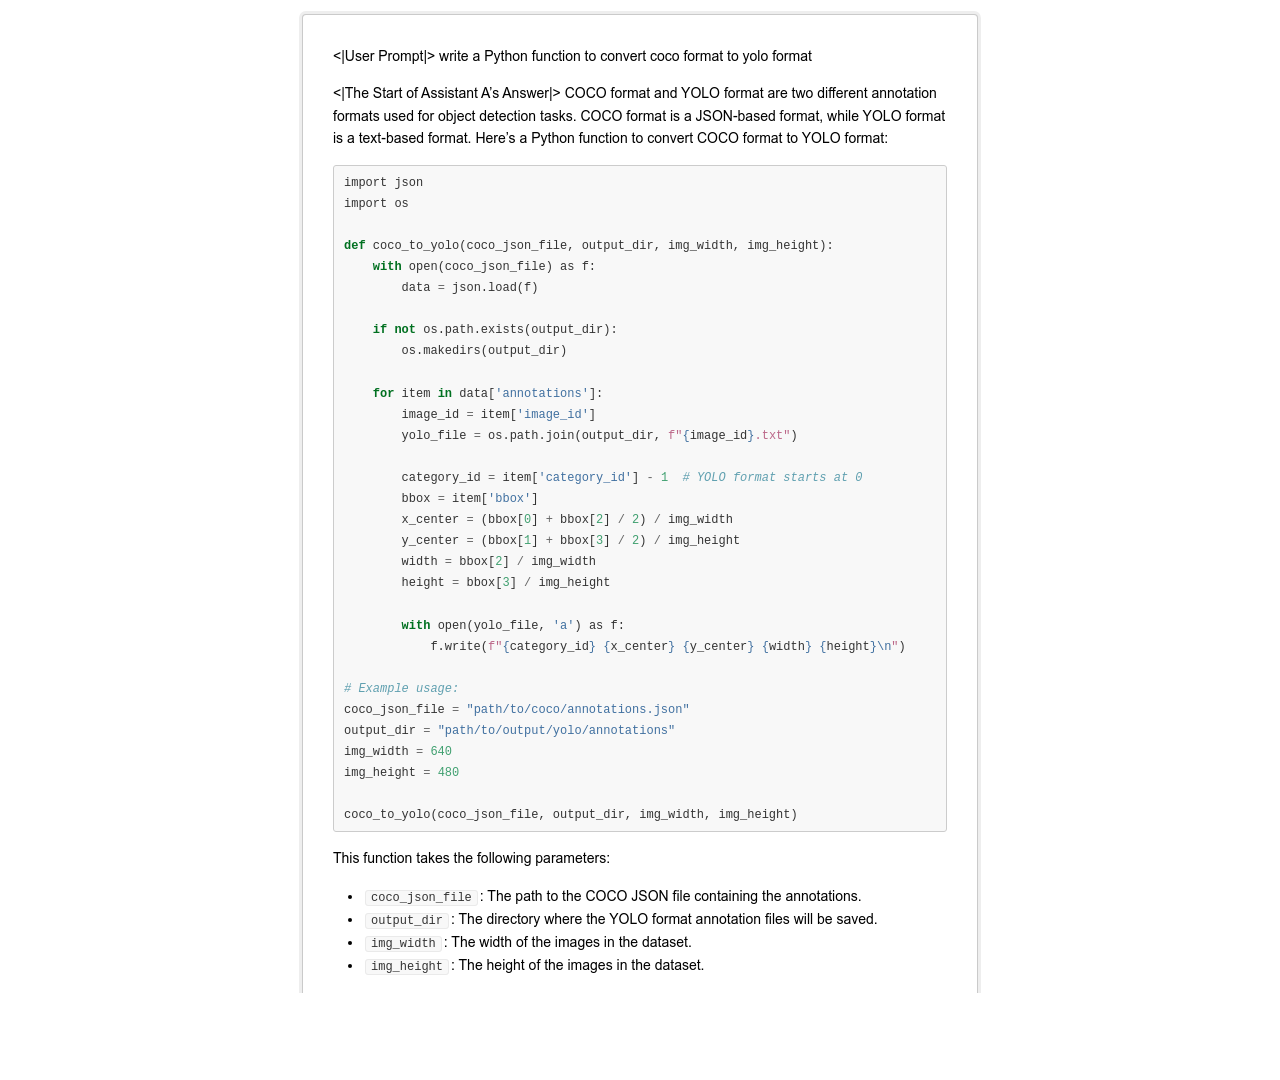 <|User Prompt|> write a Python function to convert coco format to yolo format
<|The Start of Assistant A’s Answer|> COCO format and YOLO format are two different annotation
formats used for object detection tasks. COCO format is a JSON-based format, while YOLO format
is a text-based format. Here’s a Python function to convert COCO format to YOLO format:
import json
import os
def coco_to_yolo(coco_json_file, output_dir, img_width, img_height):
    with open(coco_json_file) as f:
        data = json.load(f)
    if not os.path.exists(output_dir):
        os.makedirs(output_dir)
    for item in data['annotations']:
        image_id = item['image_id']
        yolo_file = os.path.join(output_dir, f"{image_id}.txt")
        category_id = item['category_id'] - 1  # YOLO format starts at 0
        bbox = item['bbox']
        x_center = (bbox[0] + bbox[2] / 2) / img_width
        y_center = (bbox[1] + bbox[3] / 2) / img_height
        width = bbox[2] / img_width
        height = bbox[3] / img_height
        with open(yolo_file, 'a') as f:
            f.write(f"{category_id} {x_center} {y_center} {width} {height}\n")
# Example usage:
coco_json_file = "path/to/coco/annotations.json"
output_dir = "path/to/output/yolo/annotations"
img_width = 640
img_height = 480
coco_to_yolo(coco_json_file, output_dir, img_width, img_height)
This function takes the following parameters:
• coco_json_file : The path to the COCO JSON file containing the annotations.
• output_dir : The directory where the YOLO format annotation files will be saved.
• img_width : The width of the images in the dataset.
• img_height : The height of the images in the dataset.